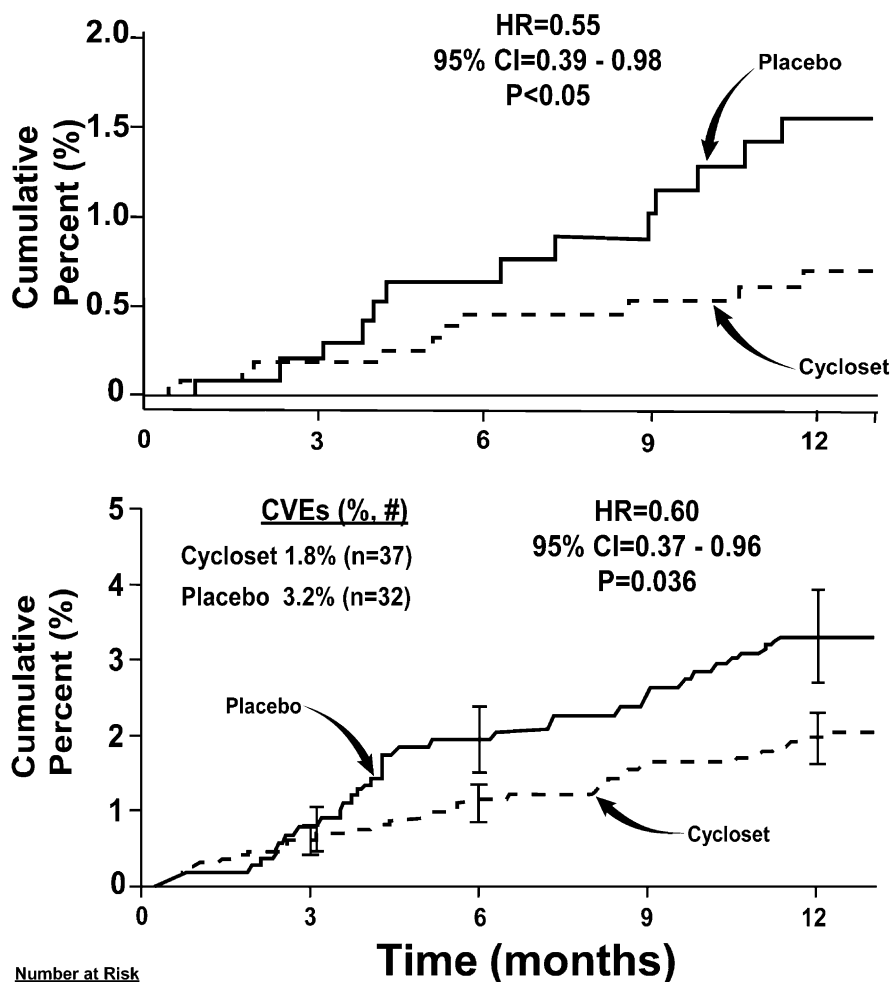 HR=0.55
95% CI=0.39 - 0.98
P<0.05
Placebo
Cycloset
Cumulative
Percent (%)
2.0
1.5
1.0
0.5
0
0 3 6 9 12
CVEs (%, #)
Cycloset 1.8% (n=37)
Placebo 3.2% (n=32)
HR=0.60
95% CI=0.37 - 0.96
P=0.036
Placebo
Cycloset
Cumulative
Percent (%)
5
4
3
2
1
0
0 3 6 9 12
Time (months)
Number at Risk